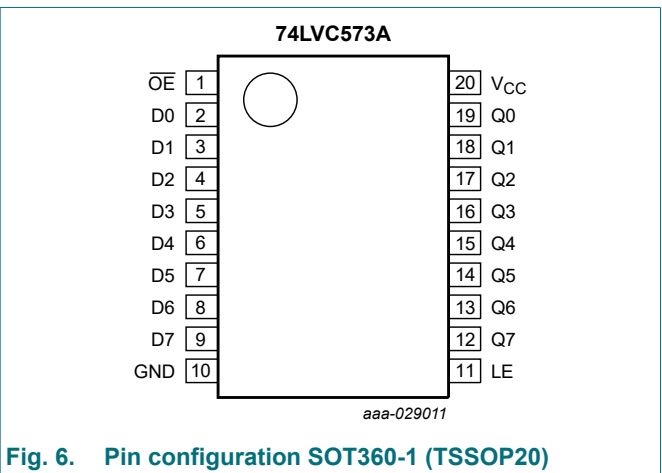 74LVC573A
OE 1 20 VCC
D0 2 19 Q0
D1 3 18 Q1
D2 4 17 Q2
D3 5 16 Q3
D4 6 15 Q4
D5 7 14 Q5
D6 8 13 Q6
D7 9 12 Q7
GND 10 11 LE
aaa-029011
Fig. 6. Pin configuration SOT360-1 (TSSOP20)